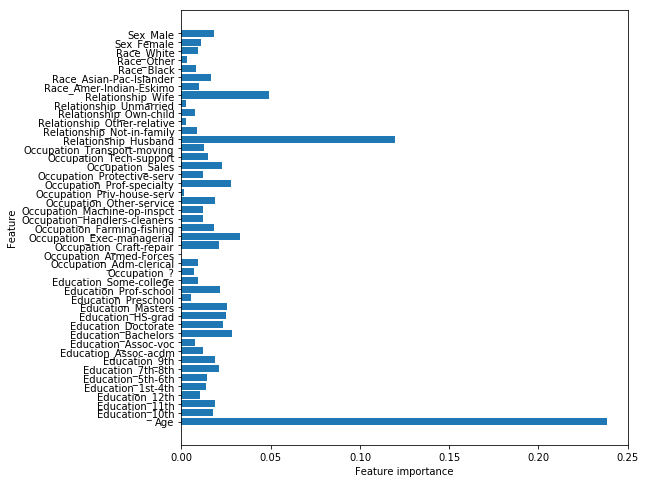 Sex_Male
Sex_Female
Race_White
Race_Other
Race_Black
Race_Asian-Pac-Islander
Race_Amer-Indian-Eskimo
Relationship_Wife
Relationship_Unmarried
Relationship_Own-child
Relationship_Other-relative
Relationship_Not-in-family
Relationship_Husband
Occupation_Transport-moving
Occupation_Tech-support
Occupation_Sales
Occupation_Protective-serv
Occupation_Prof-specialty
Occupation_Priv-house-serv
Occupation_Other-service
Occupation_Machine-op-inspct
Occupation_Handlers-cleaners
Occupation_Farming-fishing
Occupation_Exec-managerial
Occupation_Craft-repair
Occupation_Armed-Forces
Occupation_Adm-clerical
Occupation_?
Education_Some-college
Education_Prof-school
Education_Preschool
Education_Masters
Education_HS-grad
Education_Doctorate
Education_Bachelors
Education_Assoc-voc
Education_Assoc-acdm
Education_9th
Education_7th-8th
Education_5th-6th
Education_1st-4th
Education_12th
Education_11th
Education_10th
Age
Feature
0.00 0.05 0.10 0.15 0.20 0.25
Feature importance